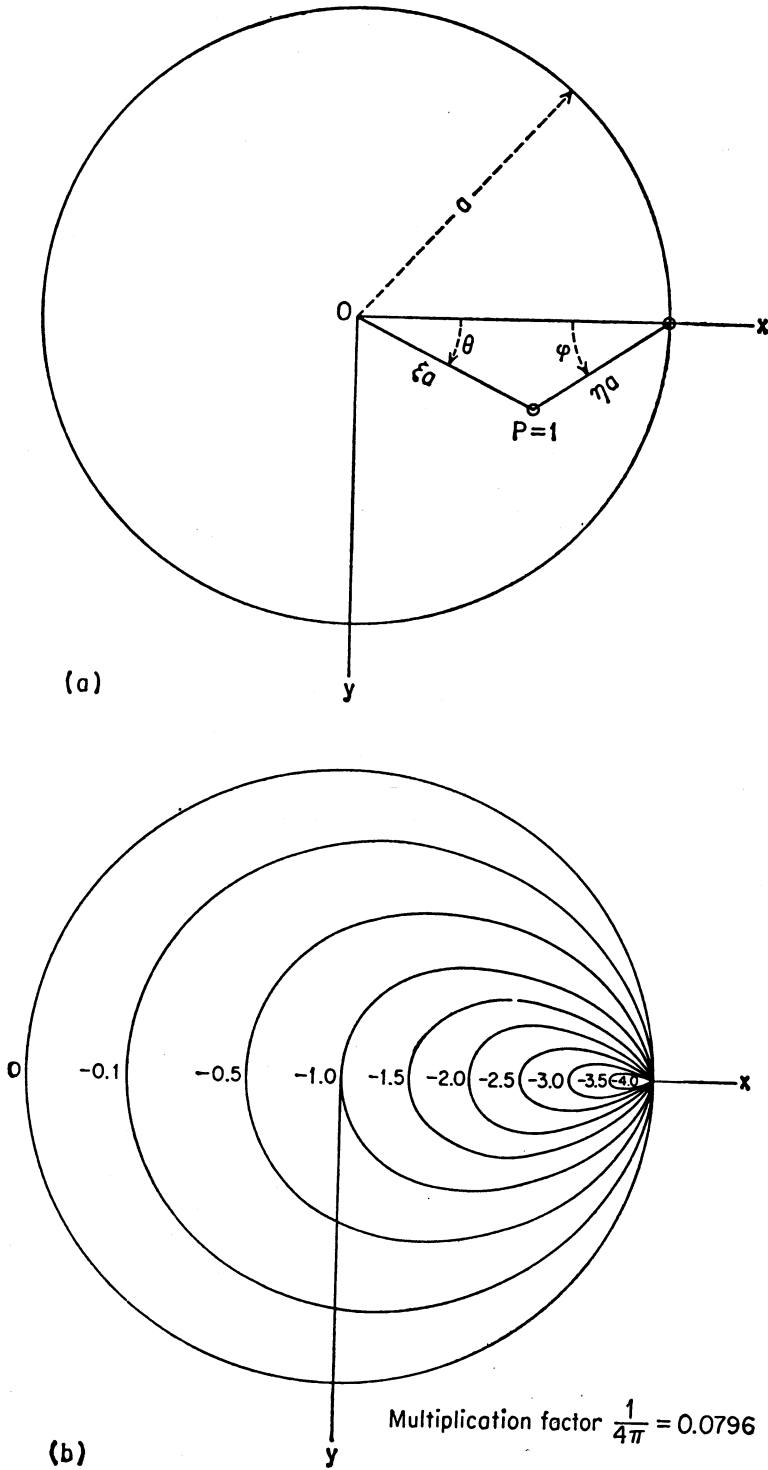 a
O
x
θ
φ
ξa
ηa
P=1
(a)
y
0 -0.1 -0.5 -1.0 -1.5 -2.0 -2.5 -3.0 -3.5 -4.0 x
Multiplication factor 1/4π = 0.0796
(b)
y